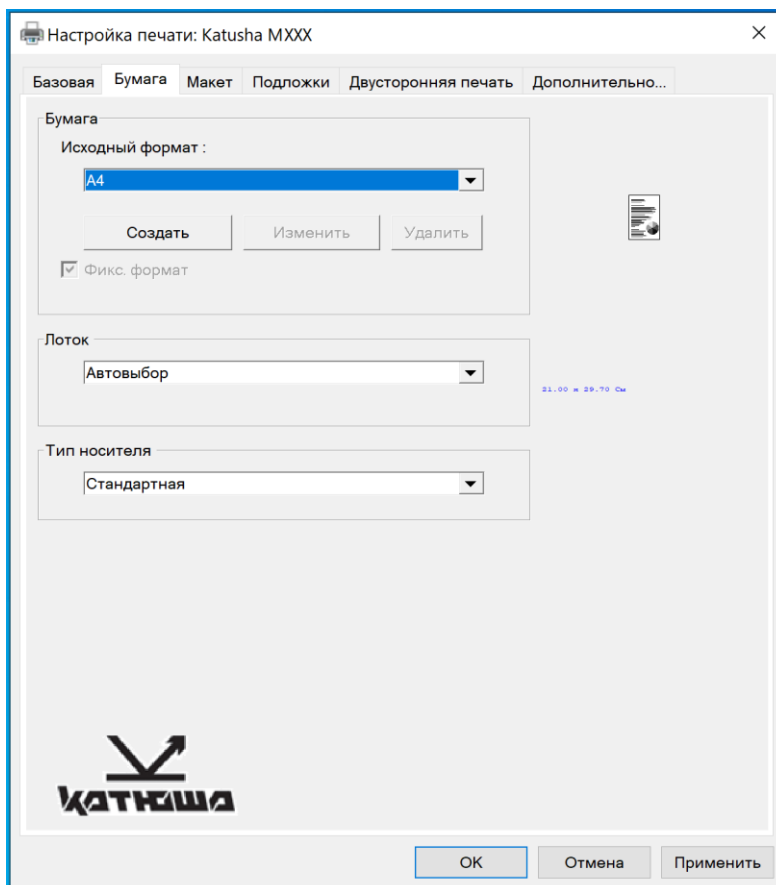 Настройка печати: Katusha MXXX
Базовая Бумага Макет Подложки Двусторонняя печать Дополнительно...
Бумага
Исходный формат :
A4
Создать Изменить Удалить
Фикс. формат
Лоток
Автовыбор
21.00 x 29.70 См
Тип носителя
Стандартная
катюша
OK Отмена Применить